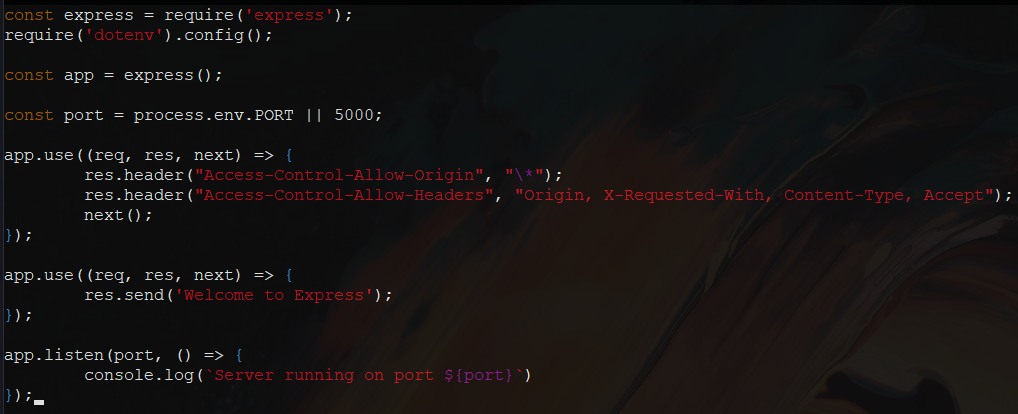 const express = require('express');
require('dotenv').config();
const app = express();
const port = process.env.PORT || 5000;
app.use((req, res, next) => {
res.header("Access-Control-Allow-Origin", "\*");
res.header("Access-Control-Allow-Headers", "Origin, X-Requested-With, Content-Type, Accept");
next();
});
app.use((req, res, next) => {
res.send('Welcome to Express');
});
app.listen(port, () => {
console.log(`Server running on port ${port}`)
});